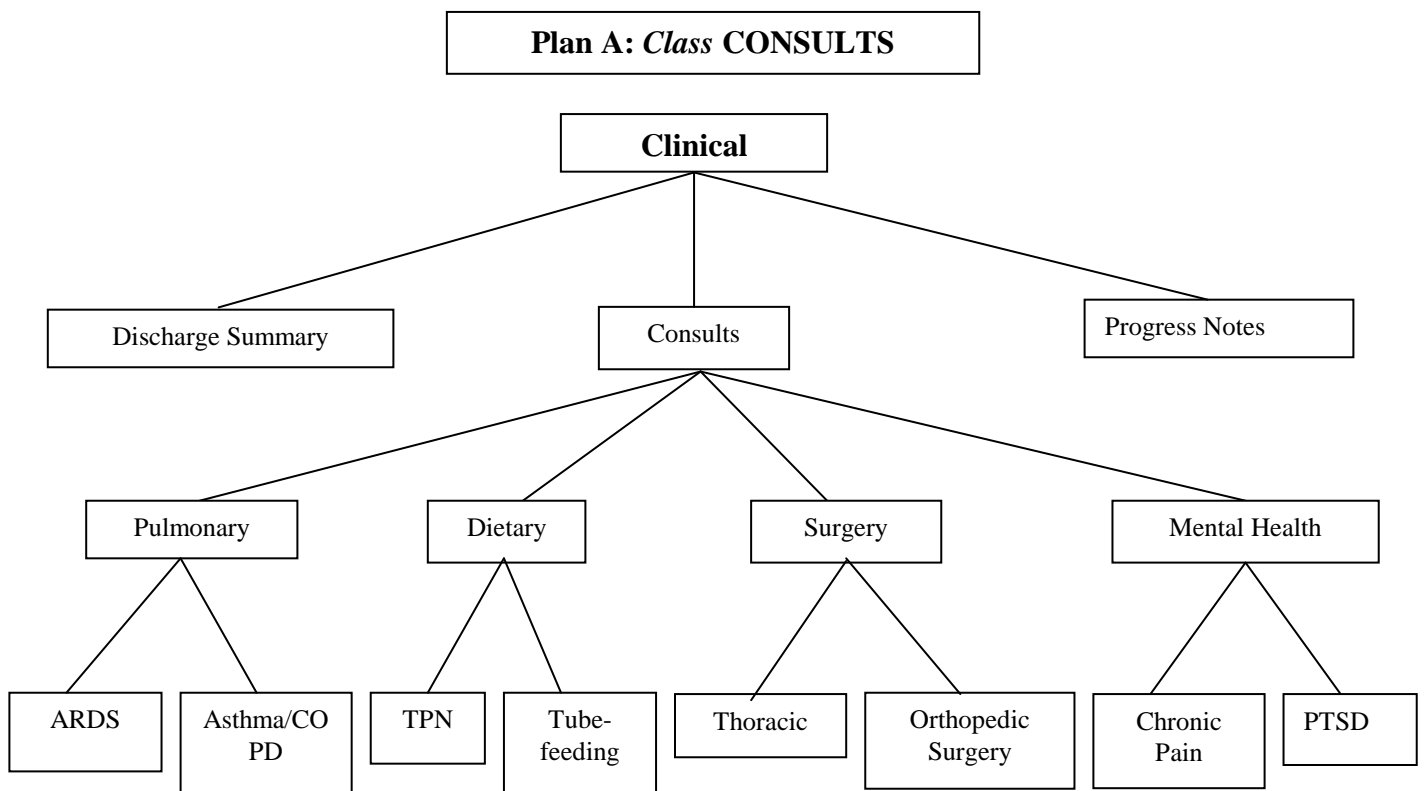 Plan A: Class CONSULTS
Clinical
Discharge Summary
Consults
Progress Notes
Pulmonary
Dietary
Surgery
Mental Health
ARDS
Asthma/CO
PD
TPN
Tube-
feeding
Thoracic
Orthopedic
Surgery
Chronic
Pain
PTSD